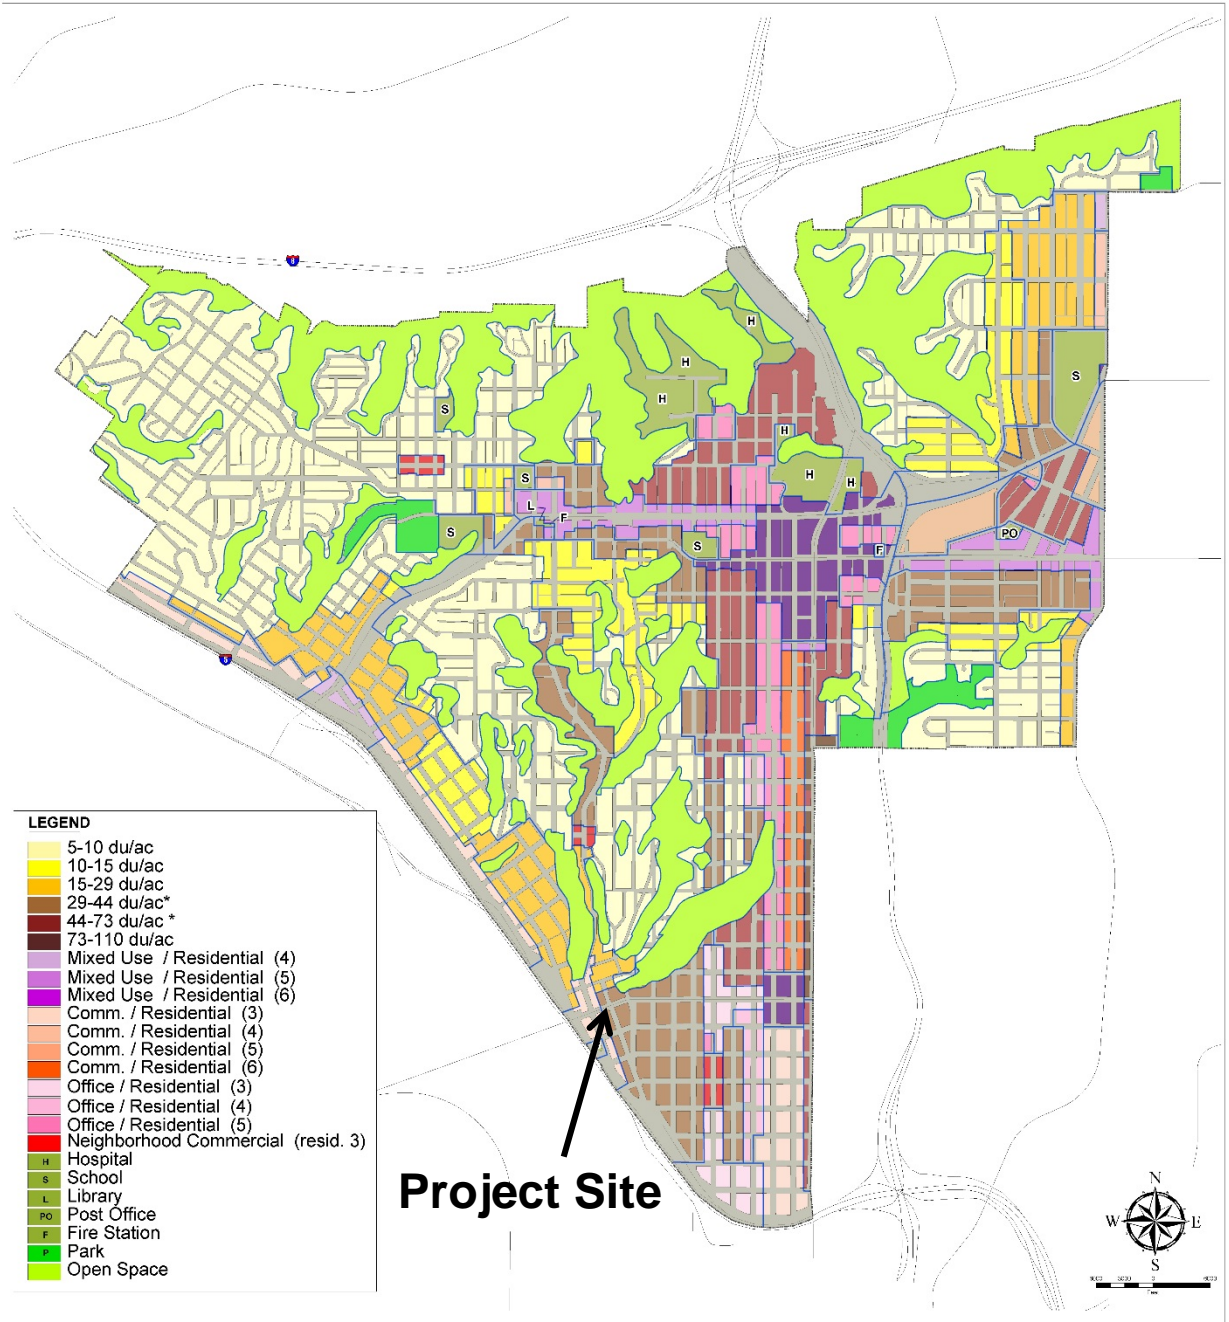 8
H
H
H
S
S
H
S
H
H
L
F
S
S
F
PO
5
LEGEND
5-10 du/ac
10-15 du/ac
15-29 du/ac
29-44 du/ac*
44-73 du/ac *
73-110 du/ac
Mixed Use / Residential (4)
Mixed Use / Residential (5)
Mixed Use / Residential (6)
Comm. / Residential (3)
Comm. / Residential (4)
Comm. / Residential (5)
Comm. / Residential (6)
Office / Residential (3)
Office / Residential (4)
Office / Residential (5)
Neighborhood Commercial (resid. 3)
H Hospital
S School
L Library
PO Post Office
F Fire Station
P Park
Open Space
Project Site
N
W E
S
Feet